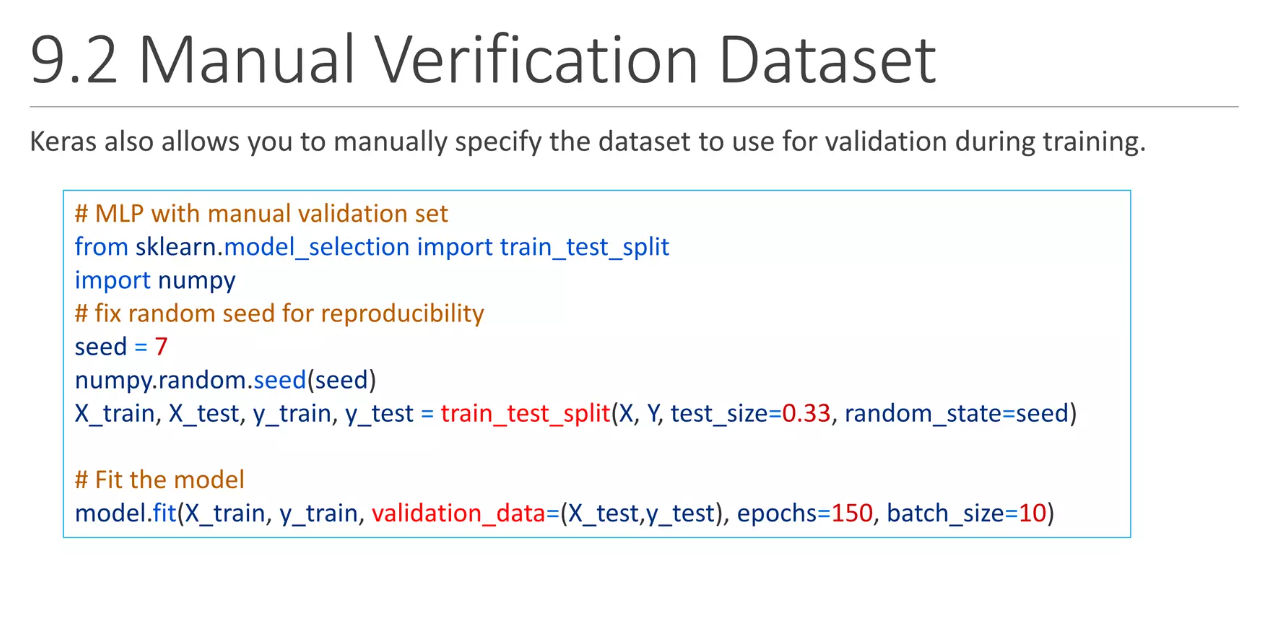 9.2 Manual Verification Dataset
Keras also allows you to manually specify the dataset to use for validation during training.
# MLP with manual validation set
from sklearn.model_selection import train_test_split
import numpy
# fix random seed for reproducibility
seed = 7
numpy.random.seed(seed)
X_train, X_test, y_train, y_test = train_test_split(X, Y, test_size=0.33, random_state=seed)
# Fit the model
model.fit(X_train, y_train, validation_data=(X_test,y_test), epochs=150, batch_size=10)